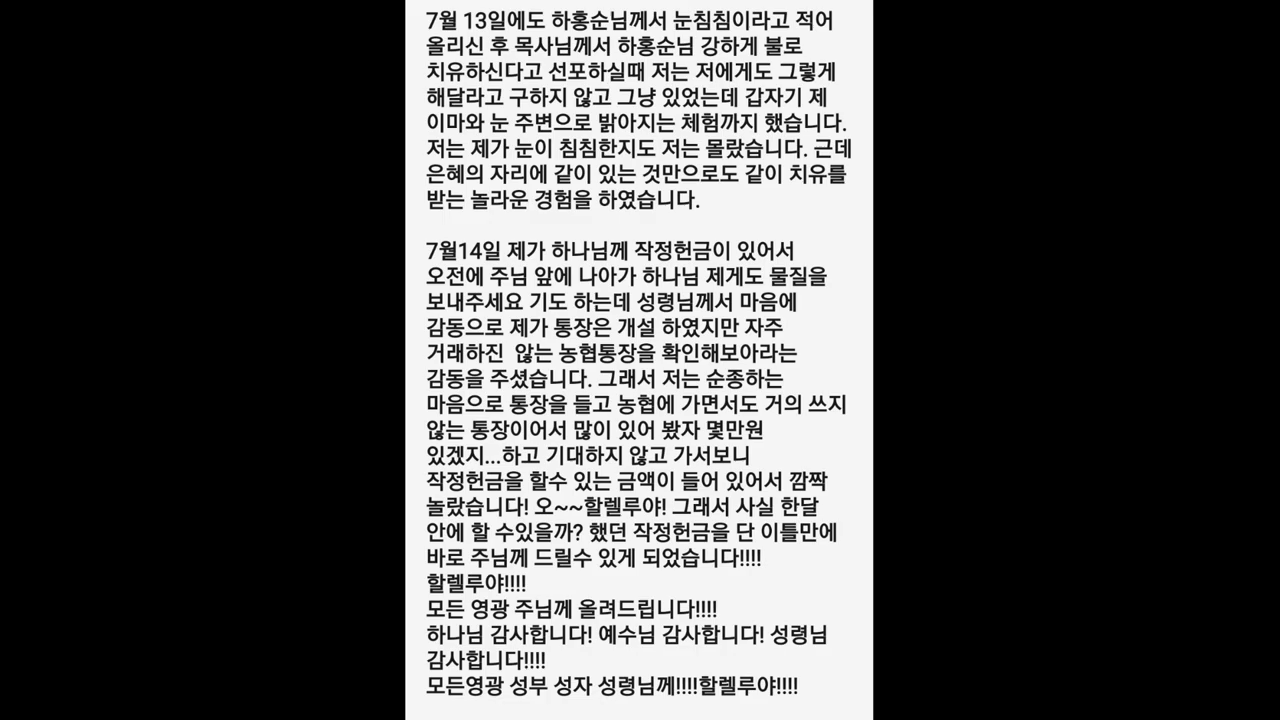 7월 13일에도 하홍순님께서 눈침침이라고 적어
올리신 후 목사님께서 하홍순님 강하게 불로
치유하신다고 선포하실때 저는 저에게도 그렇게
해달라고 구하지 않고 그냥 있었는데 갑자기 제
이마와 눈 주변으로 밝아지는 체험까지 했습니다.
저는 제가 눈이 침침한지도 저는 몰랐습니다. 근데
은혜의 자리에 같이 있는 것만으로도 같이 치유를
받는 놀라운 경험을 하였습니다.

7월14일 제가 하나님께 작정헌금이 있어서
오전에 주님 앞에 나아가 하나님 제게도 물질을
보내주세요 기도 하는데 성령님께서 마음에
감동으로 제가 통장은 개설 하였지만 자주
거래하진  않는 농협통장을 확인해보아라는
감동을 주셨습니다. 그래서 저는 순종하는
마음으로 통장을 들고 농협에 가면서도 거의 쓰지
않는 통장이어서 많이 있어 봤자 몇만원
있겠지...하고 기대하지 않고 가서보니
작정헌금을 할수 있는 금액이 들어 있어서 깜짝
놀랐습니다! 오~~할렐루야! 그래서 사실 한달
안에 할 수있을까? 했던 작정헌금을 단 이틀만에
바로 주님께 드릴수 있게 되었습니다!!!!
할렐루야!!!!
모든 영광 주님께 올려드립니다!!!!
하나님 감사합니다! 예수님 감사합니다! 성령님
감사합니다!!!!
모든영광 성부 성자 성령님께!!!!할렐루야!!!!